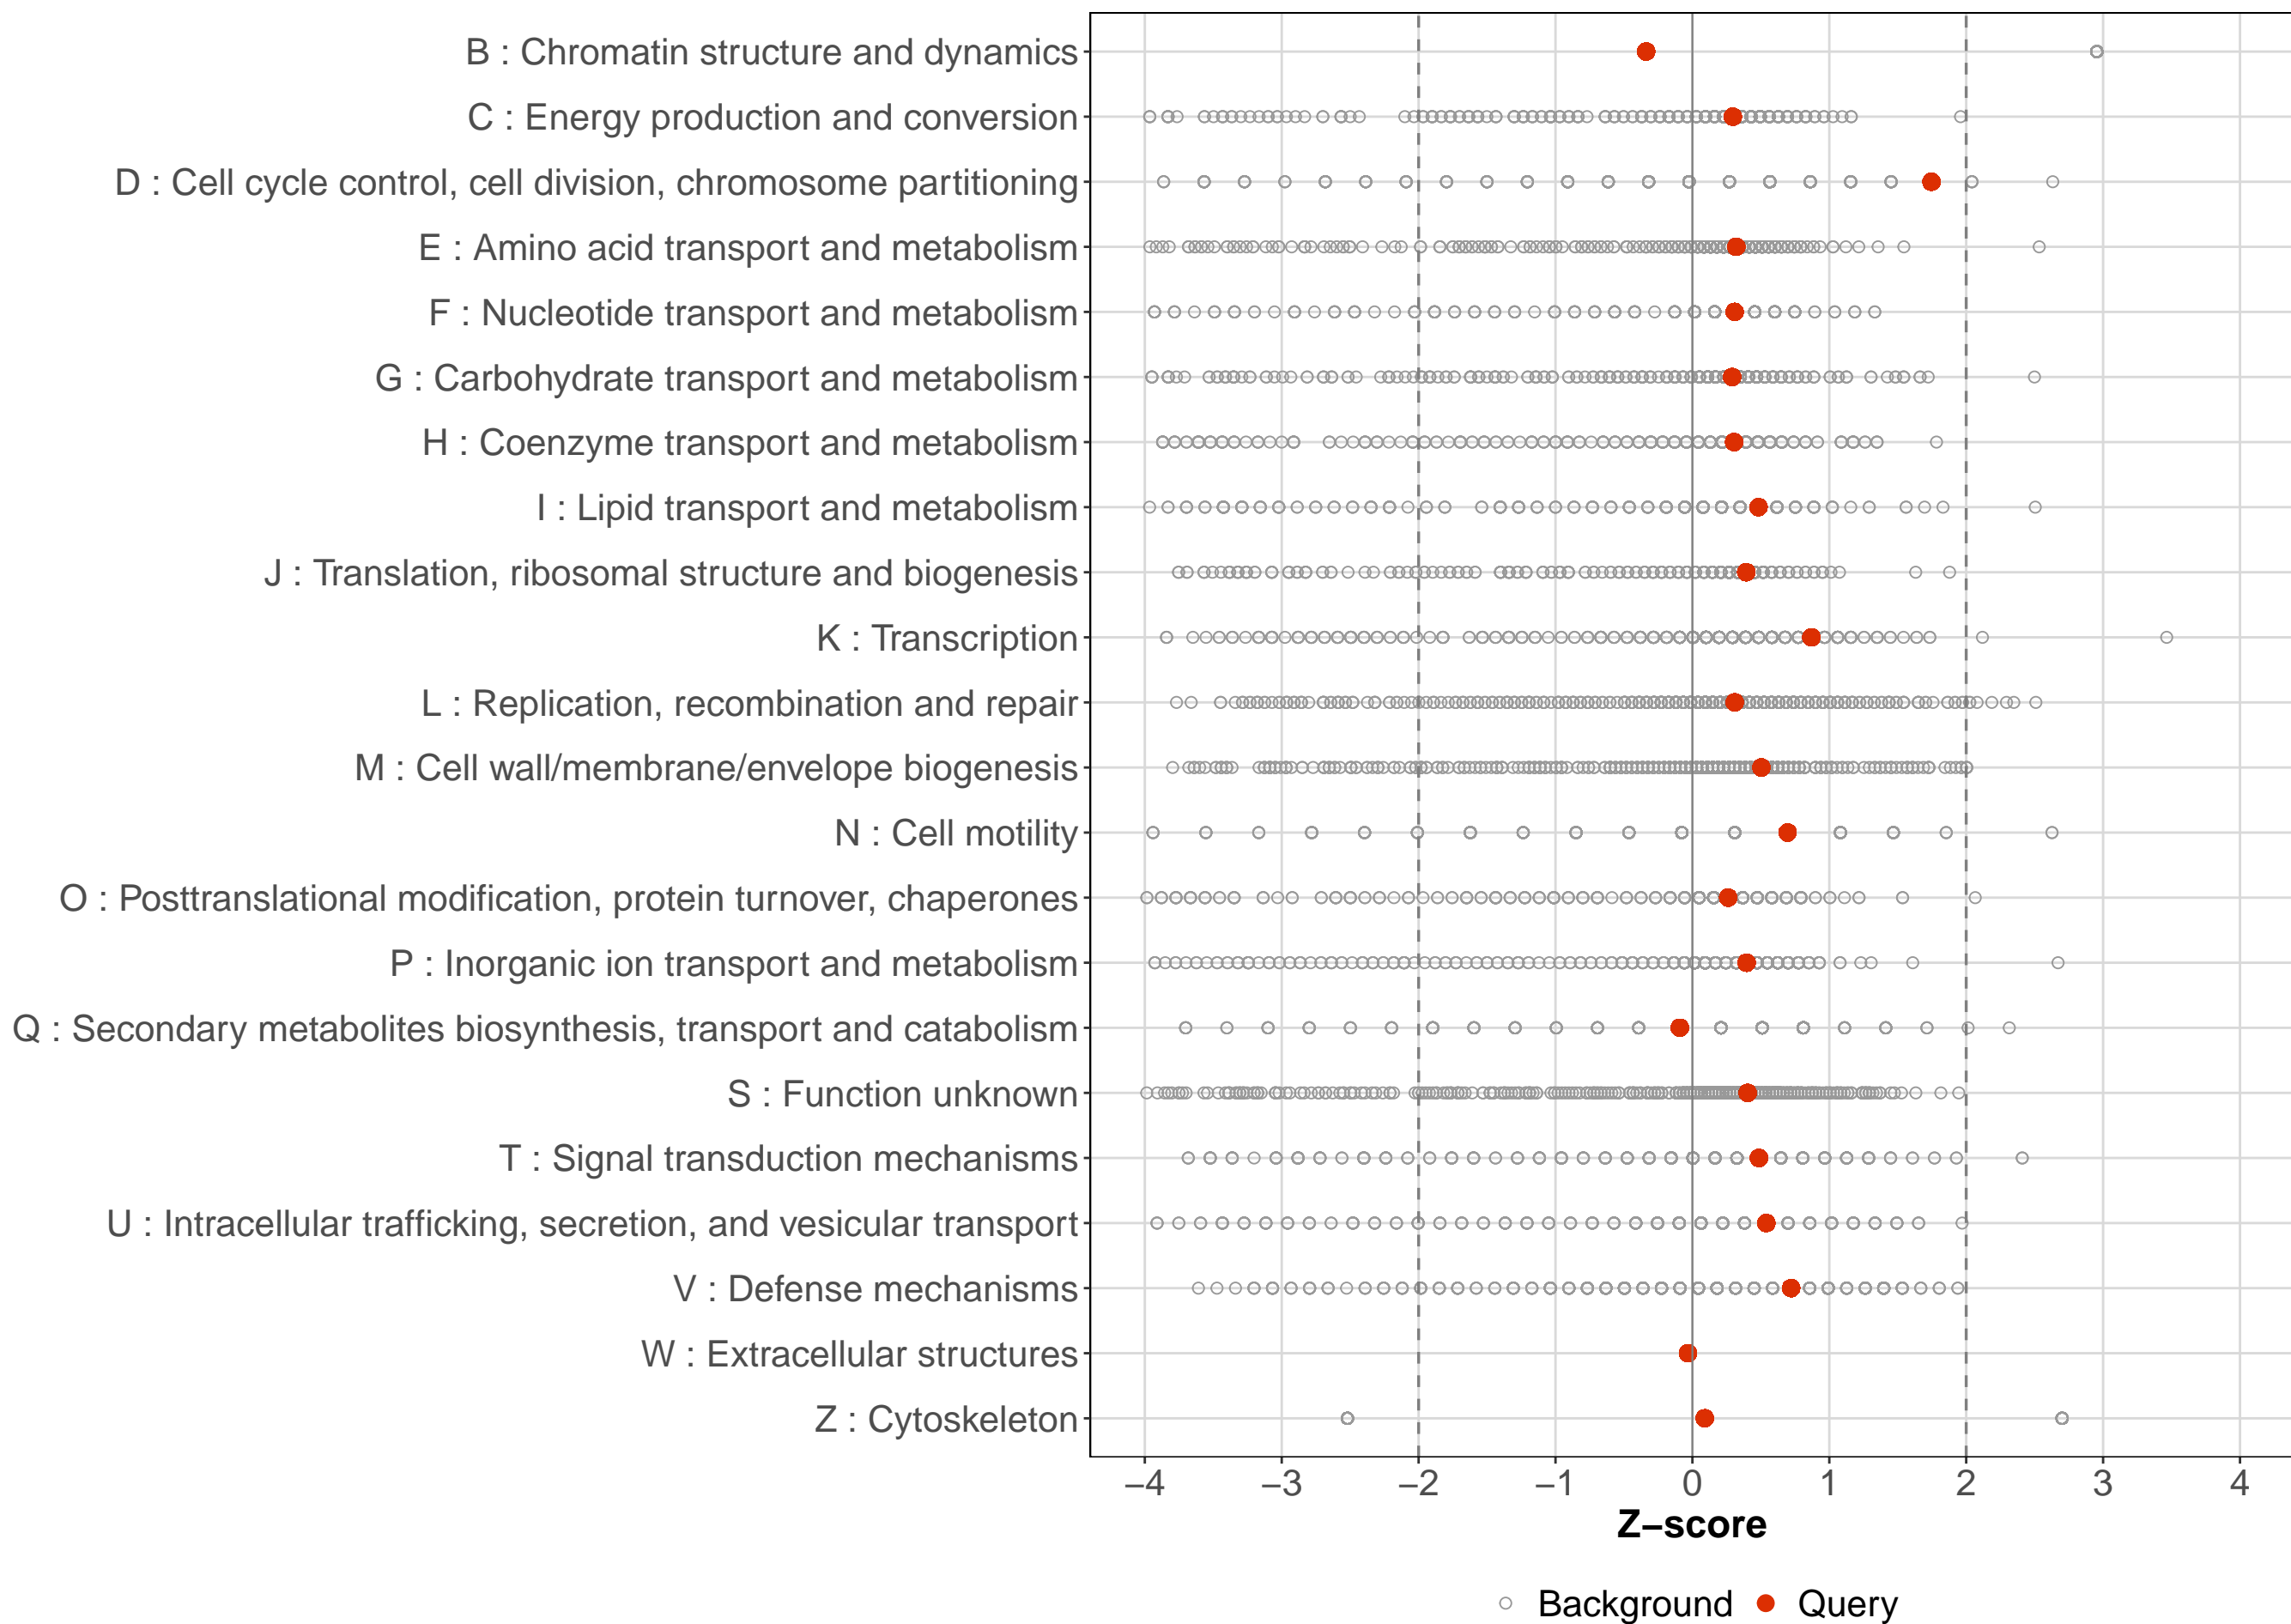 B : Chromatin structure and dynamics
C : Energy production and conversion
D : Cell cycle control, cell division, chromosome partitioning
E : Amino acid transport and metabolism
F : Nucleotide transport and metabolism
G : Carbohydrate transport and metabolism
H : Coenzyme transport and metabolism
I : Lipid transport and metabolism
J : Translation, ribosomal structure and biogenesis
K : Transcription
L : Replication, recombination and repair
M : Cell wall/membrane/envelope biogenesis
N : Cell motility
O : Posttranslational modification, protein turnover, chaperones
P : Inorganic ion transport and metabolism
Q : Secondary metabolites biosynthesis, transport and catabolism
S : Function unknown
T : Signal transduction mechanisms
U : Intracellular trafficking, secretion, and vesicular transport
V : Defense mechanisms
W : Extracellular structures
Z : Cytoskeleton
−4 −3 −2 −1 0 1 2 3 4
Z−score
Background Query